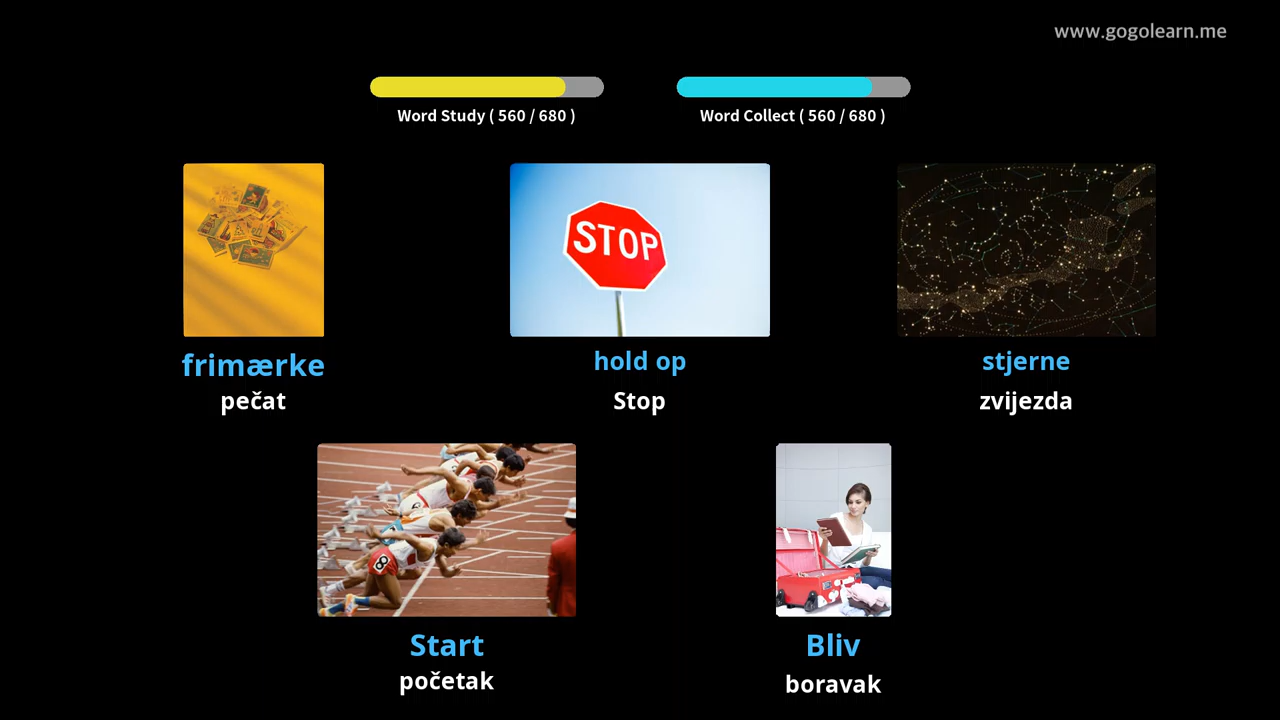 www.gogolearn.me
Word Study ( 560 / 680 )
Word Collect ( 560 / 680 )
STOP
frimærke
pečat
hold op
Stop
stjerne
zvijezda
8
Start
početak
Bliv
boravak